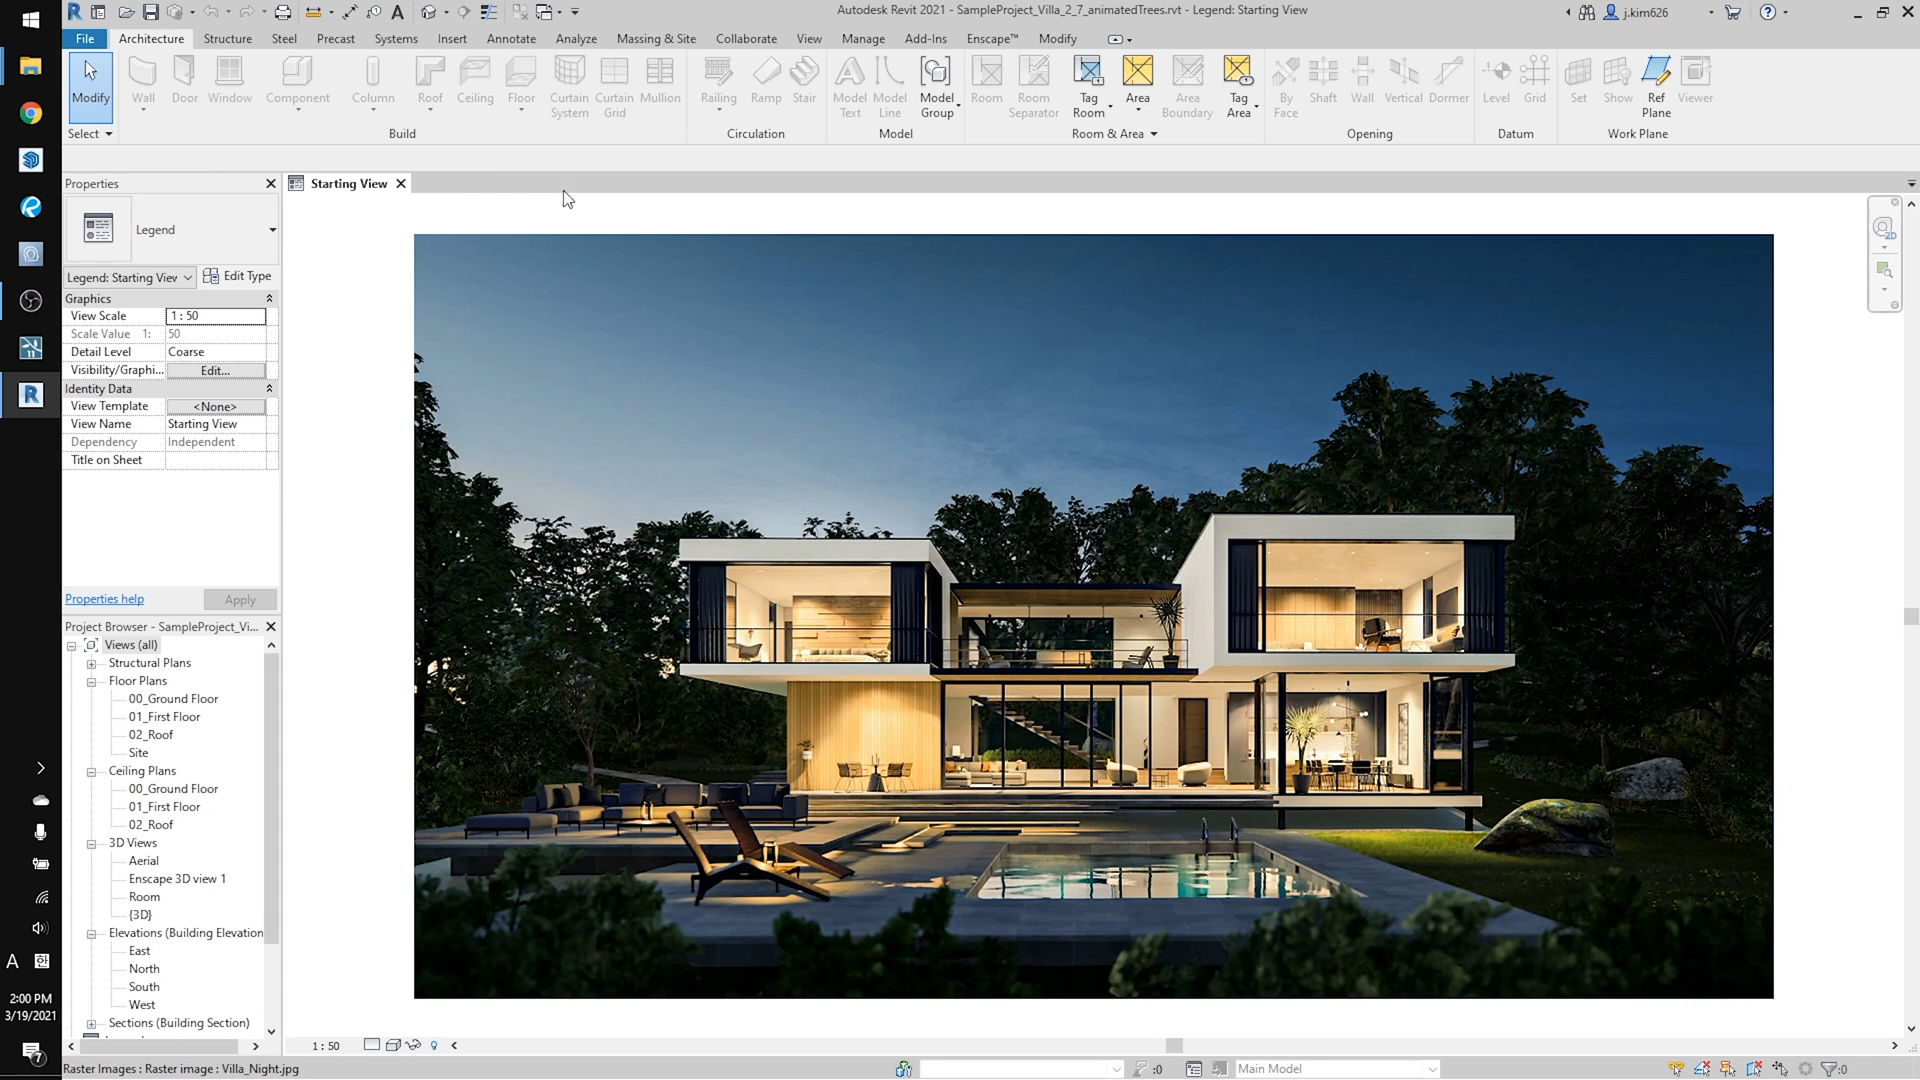 Autodesk Revit 2021 - SampleProject_Villa_2_7_animatedTrees.rvt - Legend: Starting View
j.kim626
File Architecture Structure Steel Precast Systems Insert Annotate Analyze Massing & Site Collaborate View Manage Add-Ins Enscape™ Modify
Modify Wall Door Window Component Column Roof Ceiling Floor Curtain System Curtain Grid Mullion Railing Ramp Stair Model Text Model Line Model Group Room Room Separator Tag Room Area Area Boundary Tag Area By Face Shaft Wall Vertical Dormer Level Grid Set Show Ref Plane Viewer
Select Build Circulation Model Room & Area Opening Datum Work Plane
Properties
Starting View
Legend
Legend: Starting View
Edit Type
Graphics
View Scale 1 : 50
Scale Value 1: 50
Detail Level Coarse
Visibility/Graphi... Edit...
Identity Data
View Template <None>
View Name Starting View
Dependency Independent
Title on Sheet
Properties help Apply
Project Browser - SampleProject_Vi...
Views (all)
Structural Plans
Floor Plans
00_Ground Floor
01_First Floor
02_Roof
Site
Ceiling Plans
00_Ground Floor
01_First Floor
02_Roof
3D Views
Aerial
Enscape 3D view 1
Room
{3D}
Elevations (Building Elevation
East
North
South
West
Sections (Building Section)
A 한
2:00 PM
3/19/2021
7
1 : 50
Raster Images : Raster image : Villa_Night.jpg
:0
Main Model
:0